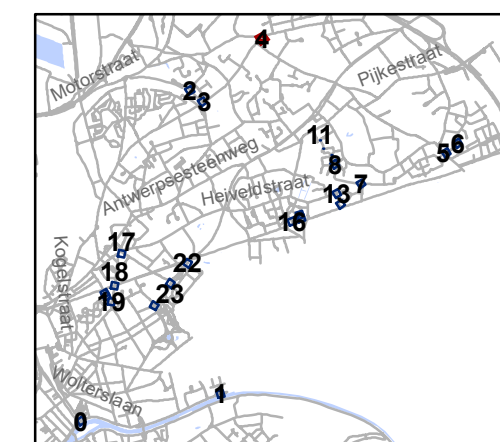 4
Motorstraat
Pijkestraat
2
3
11
6
5
Antwerpsesteenweg
8
Heiveldstraat
7
13
16
17
Kogelstraat
22
18
19
23
Wolterslaan
1
0